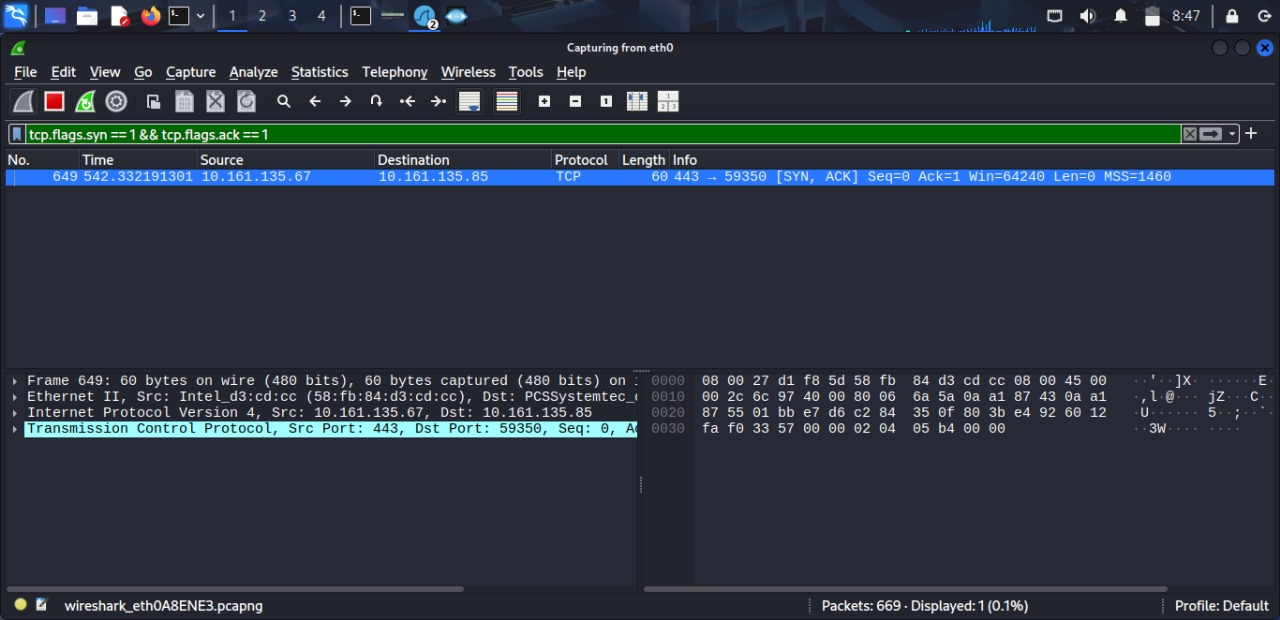 1 2 3 4 2 8:47
Capturing from eth0
File Edit View Go Capture Analyze Statistics Telephony Wireless Tools Help
tcp.flags.syn == 1 && tcp.flags.ack == 1
No. Time Source Destination Protocol Length Info
649 542.332191301 10.161.135.67 10.161.135.85 TCP 60 443 → 59350 [SYN, ACK] Seq=0 Ack=1 Win=64240 Len=0 MSS=1460
Frame 649: 60 bytes on wire (480 bits), 60 bytes captured (480 bits) on i
Ethernet II, Src: Intel_d3:cd:cc (58:fb:84:d3:cd:cc), Dst: PCSSystemtec_d
Internet Protocol Version 4, Src: 10.161.135.67, Dst: 10.161.135.85
Transmission Control Protocol, Src Port: 443, Dst Port: 59350, Seq: 0, Ac
0000 08 00 27 d1 f8 5d 58 fb 84 d3 cd cc 08 00 45 00 ··'··]X· ······E·
0010 00 2c 6c 97 40 00 80 06 6a 5a 0a a1 87 43 0a a1 ·,l·@··· jZ···C··
0020 87 55 01 bb e7 d6 c2 84 35 0f 80 3b e4 92 60 12 ·U······ 5··;··`·
0030 fa f0 33 57 00 00 02 04 05 b4 00 00 ··3W···· ····
wireshark_eth0A8ENE3.pcapng
Packets: 669 · Displayed: 1 (0.1%)
Profile: Default